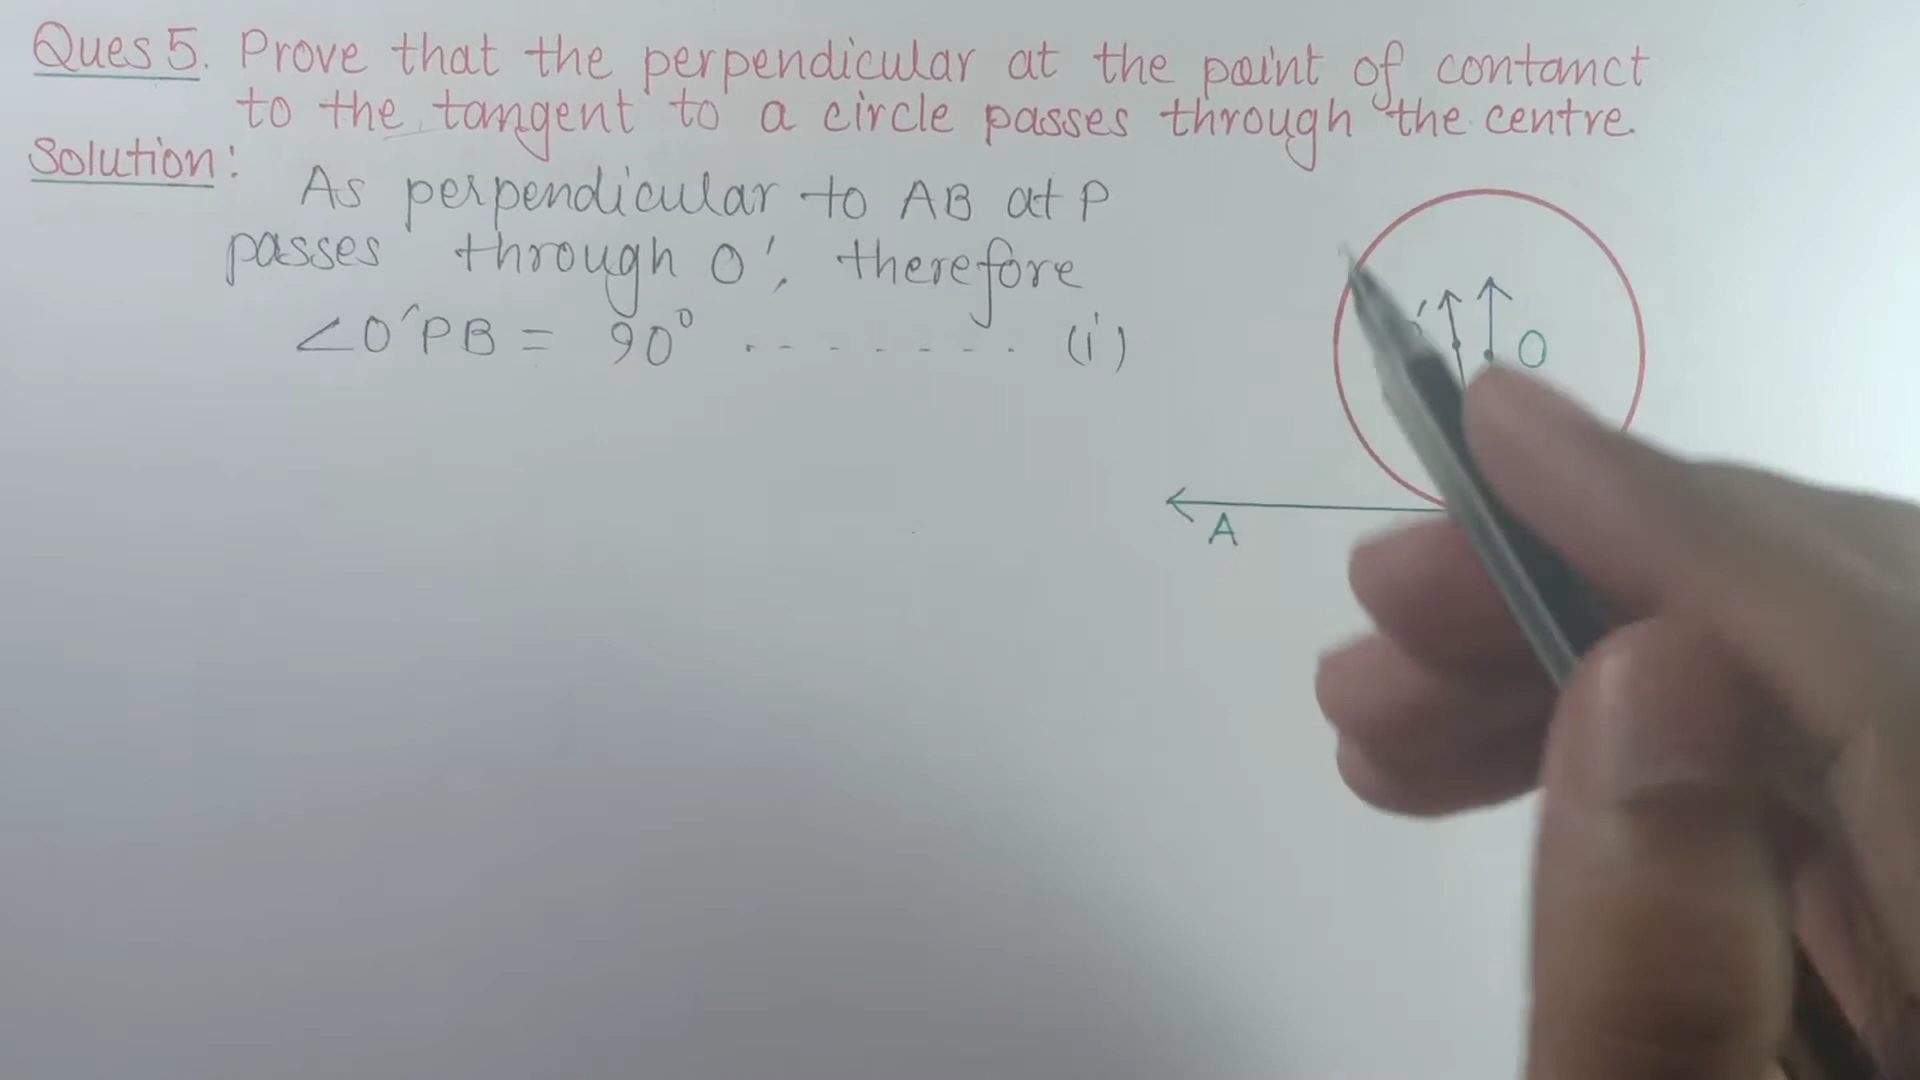 Ques 5. Prove that the perpendicular at the point of contanct
to the tangent to a circle passes through the centre.
Solution:
As perpendicular to AB at P
passes through O', therefore
∠O'PB = 90° . - - - - - - . (i)
O
A